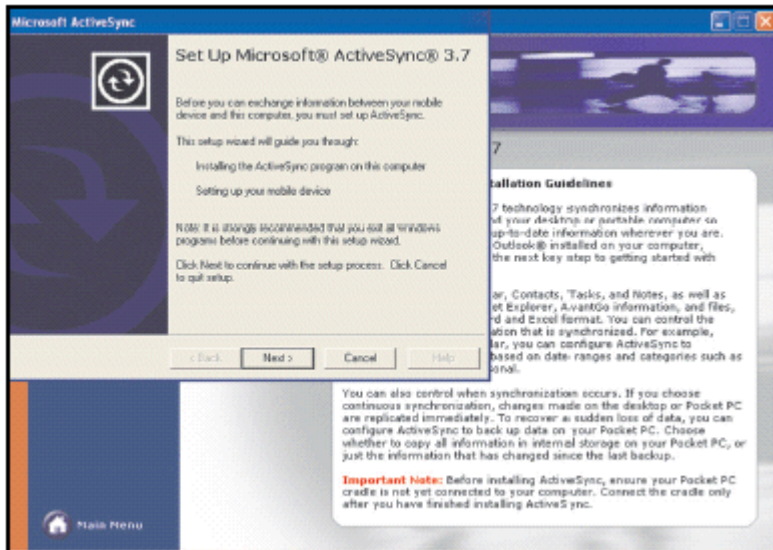 Microsoft ActiveSync
Set Up Microsoft® ActiveSync® 3.7
Before you can exchange information between your mobile
device and this computer, you must set up ActiveSync.
This setup wizard will guide you through:
Installing the ActiveSync program on this computer
Setting up your mobile device
Note: It is strongly recommended that you exit all Windows
programs before continuing with this setup wizard.
Click Next to continue with the setup process. Click Cancel
to quit setup.
< Back
Next >
Cancel
Help
7
tallation Guidelines
7 technology synchronizes information
d your desktop or portable computer so
up-to-date information wherever you are.
Outlook® installed on your computer,
the next key step to getting started with
ar, Contacts, Tasks, and Notes, as well as
et Explorer, AvantGo information, and files,
rd and Excel format. You can control the
ation that is synchronized. For example,
dar, you can configure ActiveSync to
based on date ranges and categories such as
onal.
You can also control when synchronization occurs. If you choose
continuous synchronization, changes made on the desktop or Pocket PC
are replicated immediately. To recover a sudden loss of data, you can
configure ActiveSync to back up data on your Pocket PC. Choose
whether to copy all information in internal storage on your Pocket PC, or
just the information that has changed since the last backup.
Important Note: Before installing ActiveSync, ensure your Pocket PC
cradle is not yet connected to your computer. Connect the cradle only
after you have finished installing ActiveSync.
Main Menu